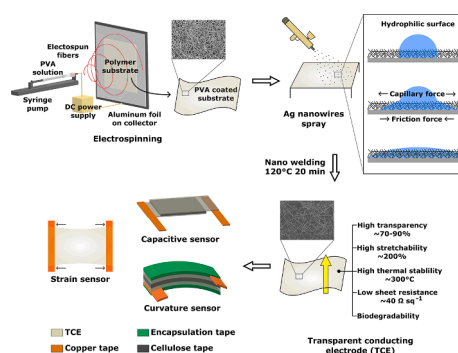 Electospun
fibers
PVA
solution
Syringe
pump
Polymer
substrate
DC power
supply
Aluminum foil
on collector
Electrospinning
PVA coated
substrate
Ag nanowires
spray
Hydrophilic surface
Capillary force
Friction force
Nano welding
120°C 20 min
Strain sensor
Capacitive sensor
Curvature sensor
High transparency
~70-90%
High stretchability
~200%
High thermal stablility
~300°C
Low sheet resistance
~40 Ω sq⁻¹
Biodegradability
Transparent conducting
electrode (TCE)
TCE
Encapsulation tape
Copper tape
Cellulose tape